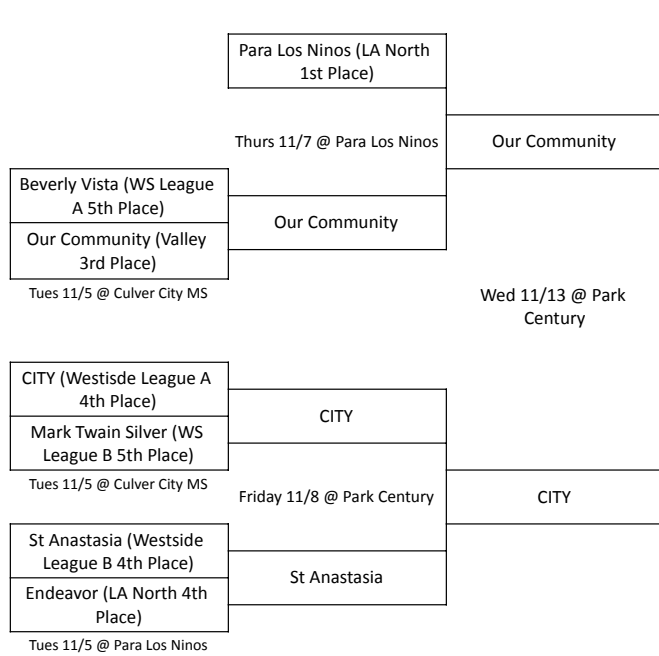 Para Los Ninos (LA North
1st Place)
Thurs 11/7 @ Para Los Ninos
Our Community
Beverly Vista (WS League
A 5th Place)
Our Community
Our Community (Valley
3rd Place)
Tues 11/5 @ Culver City MS
Wed 11/13 @ Park
Century
CITY (Westisde League A
4th Place)
CITY
Mark Twain Silver (WS
League B 5th Place)
Tues 11/5 @ Culver City MS
Friday 11/8 @ Park Century
CITY
St Anastasia (Westside
League B 4th Place)
St Anastasia
Endeavor (LA North 4th
Place)
Tues 11/5 @ Para Los Ninos